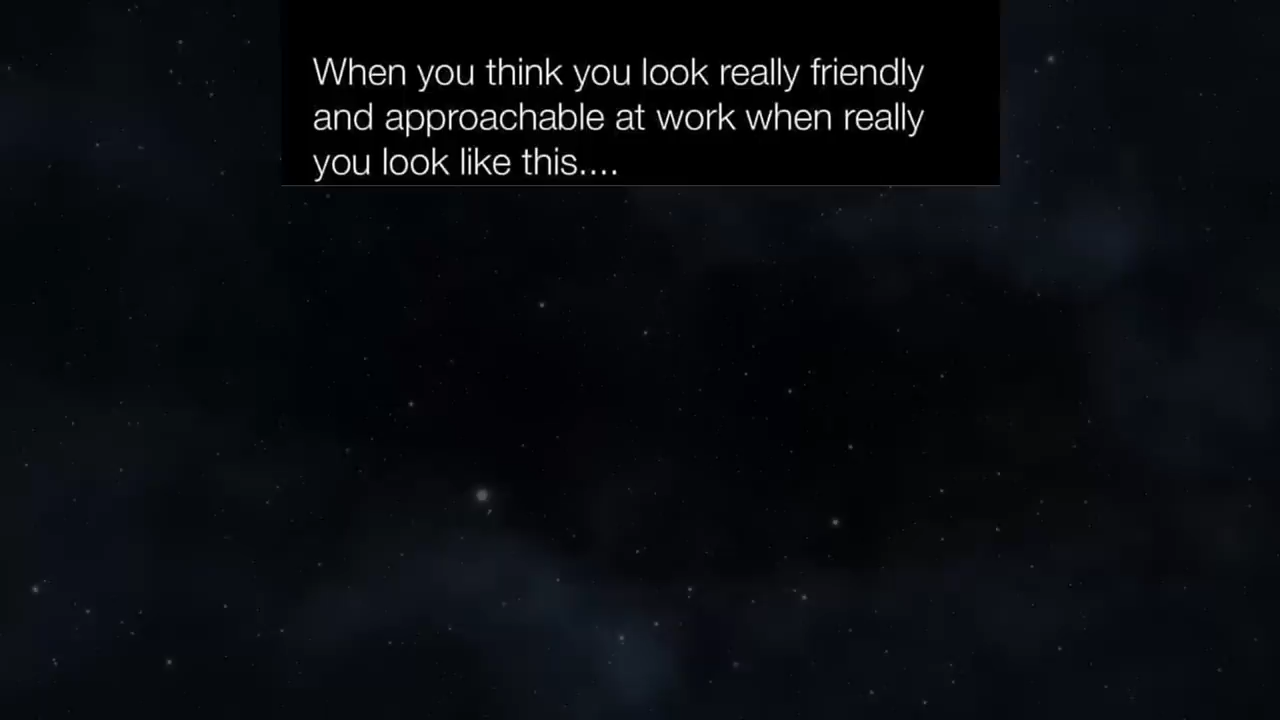 When you think you look really friendly
and approachable at work when really
you look like this....